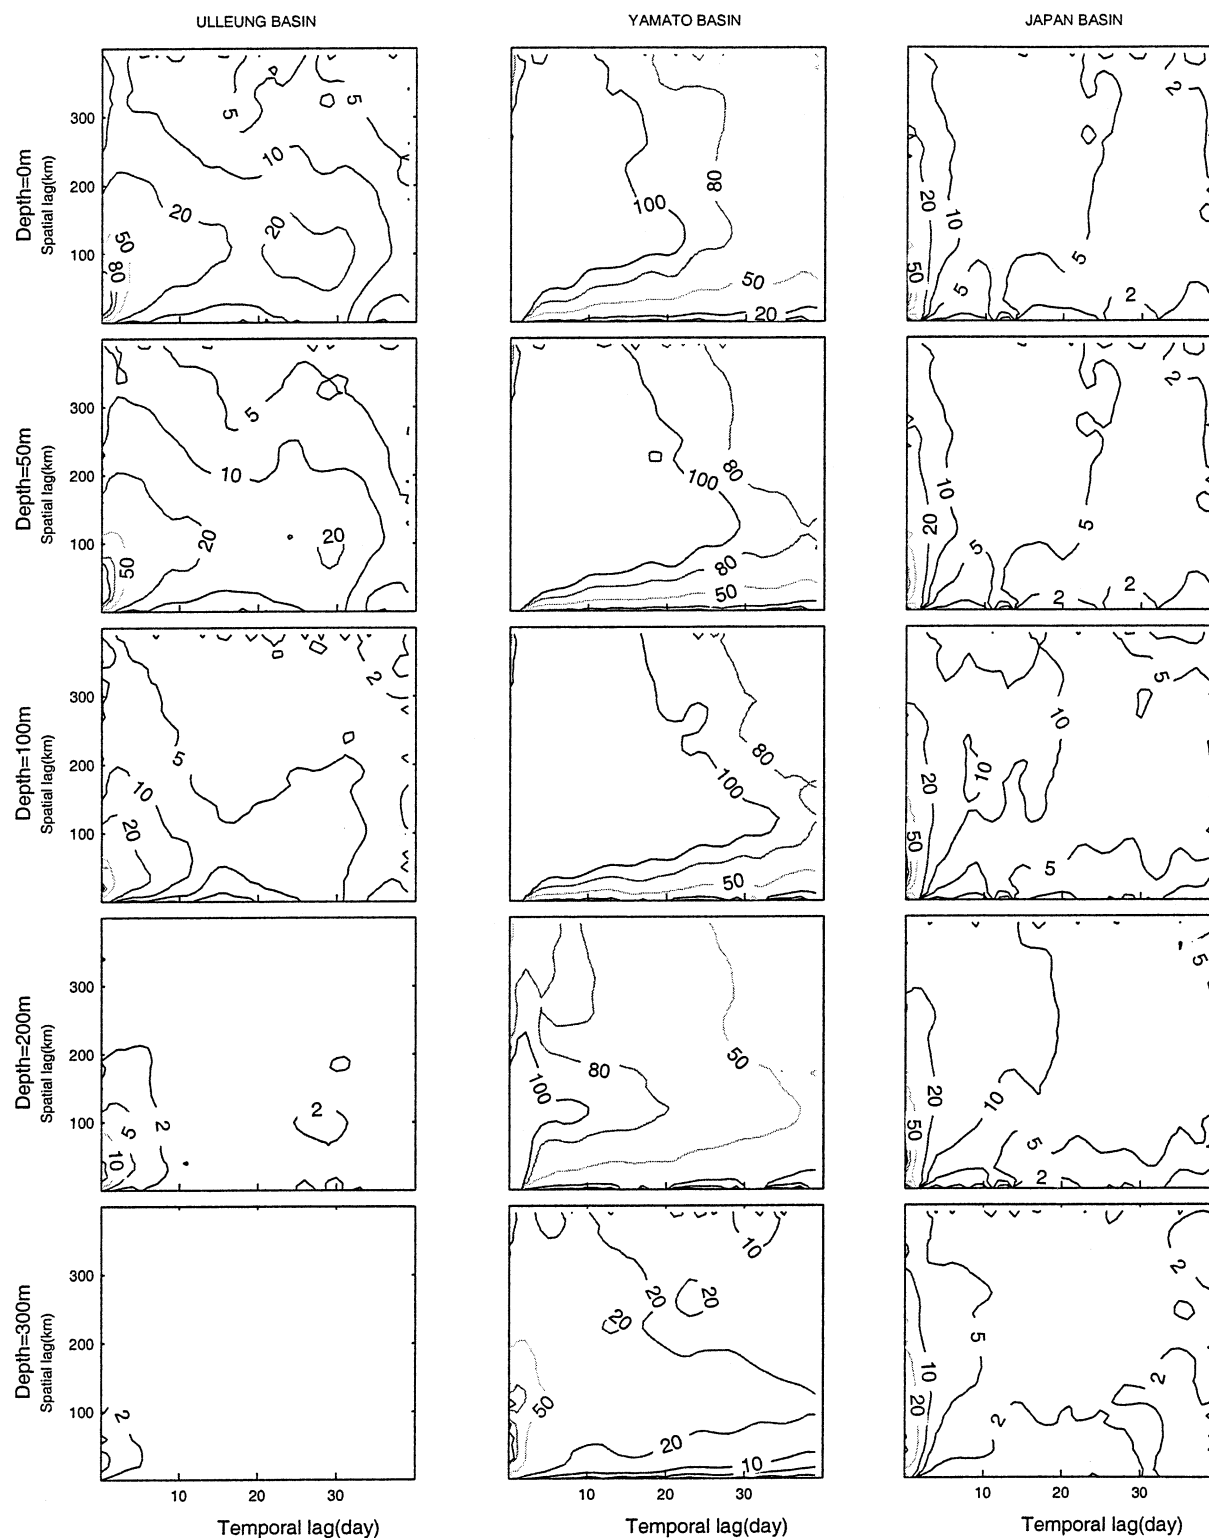 ULLEUNG BASIN YAMATO BASIN JAPAN BASIN
Depth=0m
Spatial lag(km)
300
200
100
5 5 10 20 20 50 80
100 80 50 20
2 20 10 50 5 5 2
Depth=50m
Spatial lag(km)
300
200
100
5 10 20 20 50
80 100 80 50
2 10 20 5 5 2 2
Depth=100m
Spatial lag(km)
300
200
100
2 5 10 20
80 100 50
5 10 10 20 50 5
Depth=200m
Spatial lag(km)
300
200
100
2 2 5 10
80 100 50
5 20 10 50 5 2
Depth=300m
Spatial lag(km)
300
200
100
2
10 20 20 20 50 20 10
2 5 10 2 20 2
10 20 30 10 20 30 10 20 30
Temporal lag(day) Temporal lag(day) Temporal lag(day)